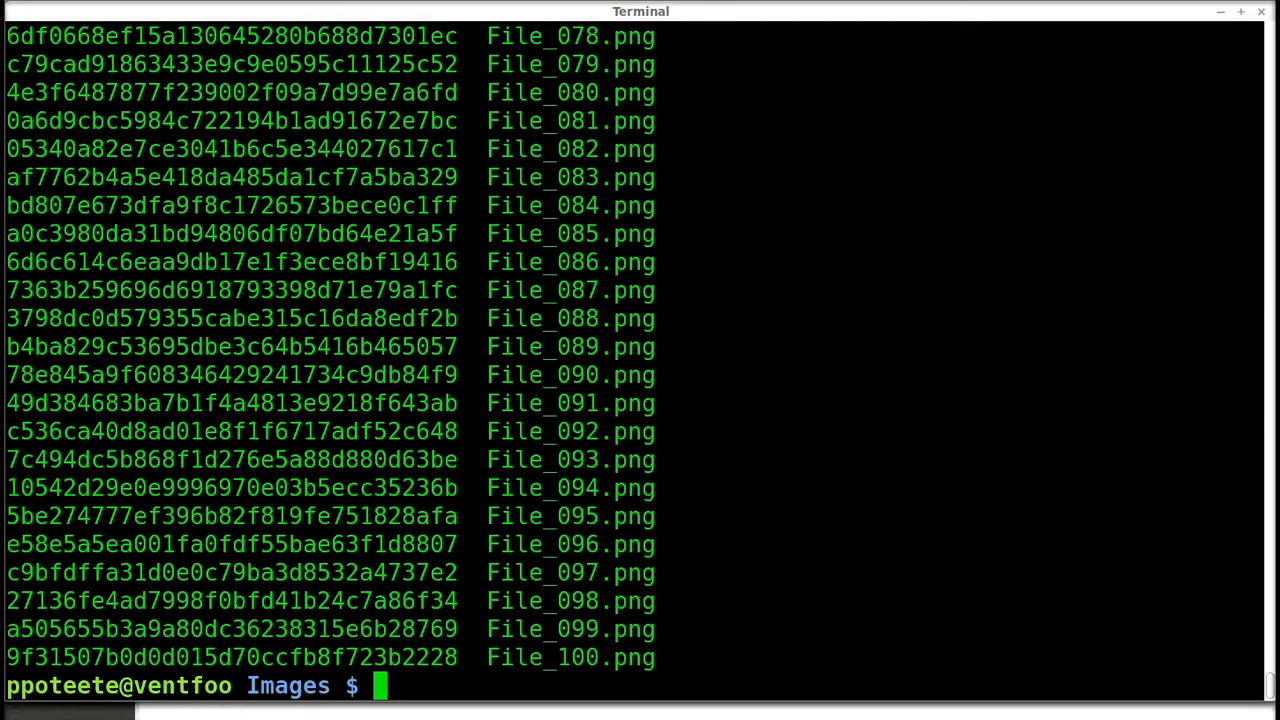 Terminal
6df0668ef15a130645280b688d7301ec  File_078.png
c79cad91863433e9c9e0595c11125c52  File_079.png
4e3f6487877f239002f09a7d99e7a6fd  File_080.png
0a6d9cbc5984c722194b1ad91672e7bc  File_081.png
05340a82e7ce3041b6c5e344027617c1  File_082.png
af7762b4a5e418da485da1cf7a5ba329  File_083.png
bd807e673dfa9f8c1726573bece0c1ff  File_084.png
a0c3980da31bd94806df07bd64e21a5f  File_085.png
6d6c614c6eaa9db17e1f3ece8bf19416  File_086.png
7363b259696d6918793398d71e79a1fc  File_087.png
3798dc0d579355cabe315c16da8edf2b  File_088.png
b4ba829c53695dbe3c64b5416b465057  File_089.png
78e845a9f608346429241734c9db84f9  File_090.png
49d384683ba7b1f4a4813e9218f643ab  File_091.png
c536ca40d8ad01e8f1f6717adf52c648  File_092.png
7c494dc5b868f1d276e5a88d880d63be  File_093.png
10542d29e0e9996970e03b5ecc35236b  File_094.png
5be274777ef396b82f819fe751828afa  File_095.png
e58e5a5ea001fa0fdf55bae63f1d8807  File_096.png
c9bfdffa31d0e0c79ba3d8532a4737e2  File_097.png
27136fe4ad7998f0bfd41b24c7a86f34  File_098.png
a505655b3a9a80dc36238315e6b28769  File_099.png
9f31507b0d0d015d70ccfb8f723b2228  File_100.png
ppoteete@ventfoo Images $